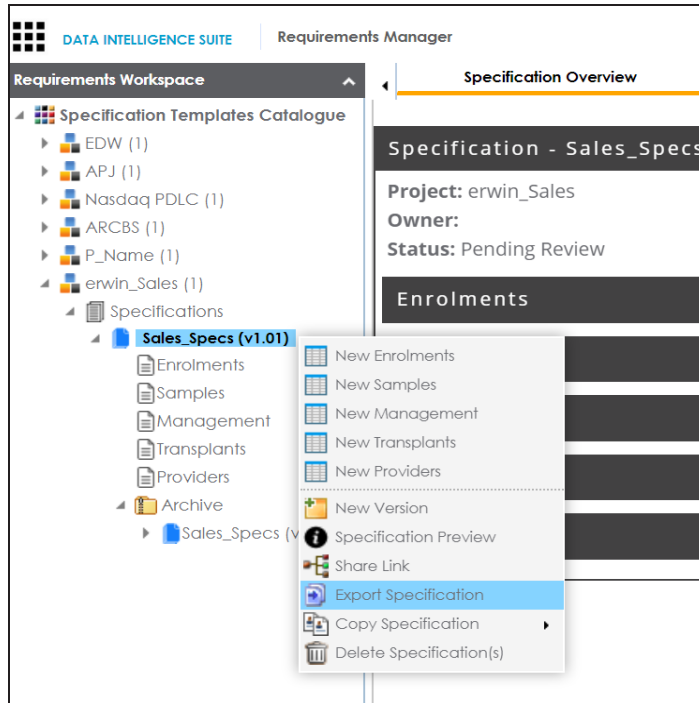 DATA INTELLIGENCE SUITE
Requirements Manager
Requirements Workspace
Specification Overview
Specification Templates Catalogue
EDW (1)
APJ (1)
Nasdaq PDLC (1)
ARCBS (1)
P_Name (1)
erwin_Sales (1)
Specifications
Sales_Specs (v1.01)
Enrolments
Samples
Management
Transplants
Providers
Archive
Sales_Specs (v
Specification - Sales_Specs
Project: erwin_Sales
Owner:
Status: Pending Review
Enrolments
New Enrolments
New Samples
New Management
New Transplants
New Providers
New Version
Specification Preview
Share Link
Export Specification
Copy Specification
Delete Specification(s)